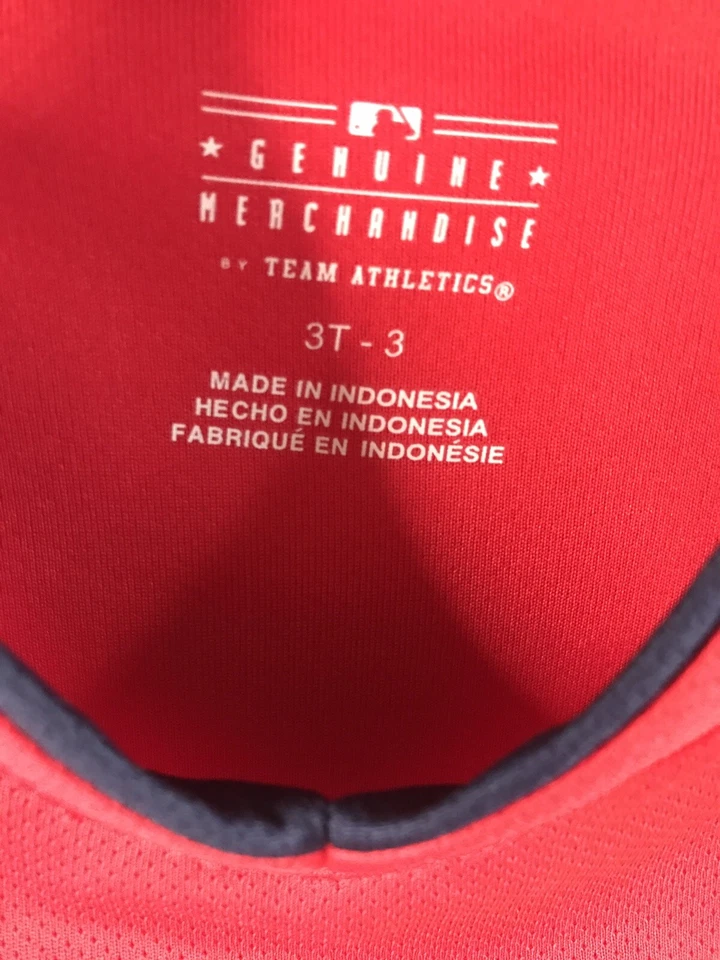 ★ GENUINE ★
MERCHANDISE
BY TEAM ATHLETICS®
3T - 3
MADE IN INDONESIA
HECHO EN INDONESIA
FABRIQUÉ EN INDONÉSIE